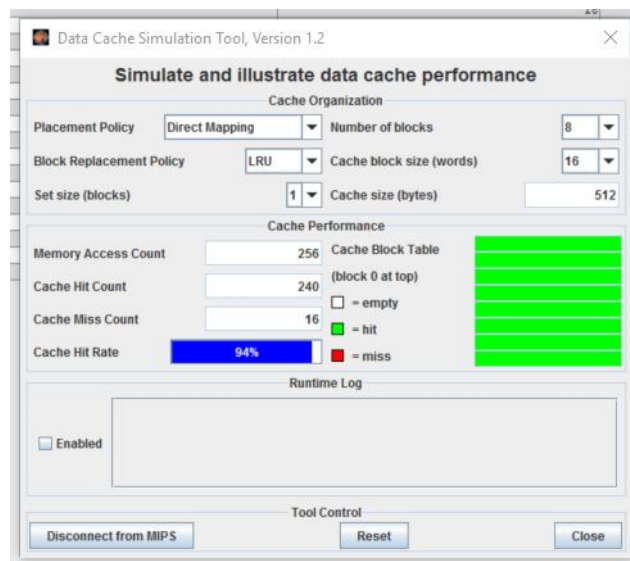 Data Cache Simulation Tool, Version 1.2
Simulate and illustrate data cache performance
Cache Organization
Placement Policy Direct Mapping Number of blocks 8
Block Replacement Policy LRU Cache block size (words) 16
Set size (blocks) 1 Cache size (bytes) 512
Cache Performance
Memory Access Count 256 Cache Block Table
(block 0 at top)
Cache Hit Count 240
= empty
Cache Miss Count 16
= hit
Cache Hit Rate 94% = miss
Runtime Log
Enabled
Tool Control
Disconnect from MIPS Reset Close